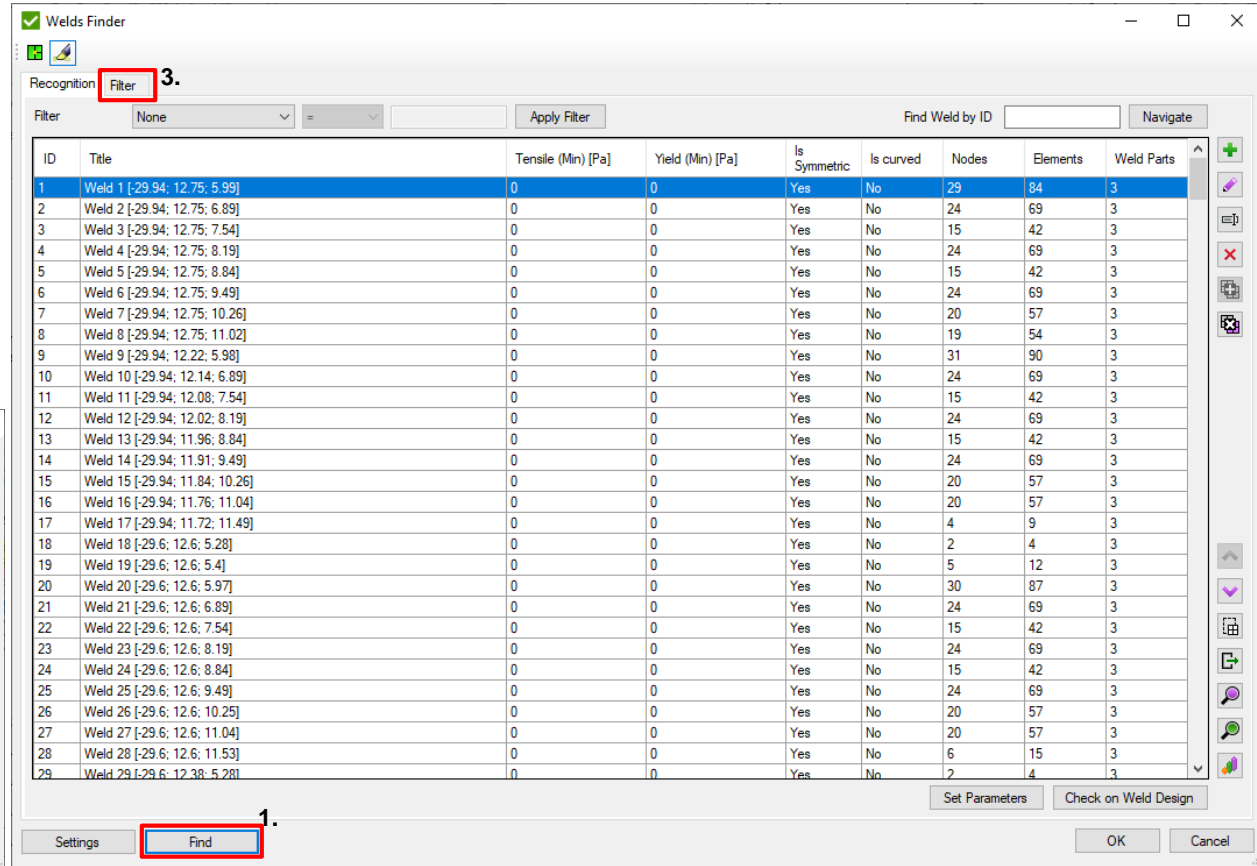 Welds Finder
Recognition Filter 3.
Filter None = Apply Filter Find Weld by ID Navigate
ID Title Tensile (Min) [Pa] Yield (Min) [Pa] Is Symmetric Is curved Nodes Elements Weld Parts
1 Weld 1 [-29.94; 12.75; 5.99] 0 0 Yes No 29 84 3
2 Weld 2 [-29.94; 12.75; 6.89] 0 0 Yes No 24 69 3
3 Weld 3 [-29.94; 12.75; 7.54] 0 0 Yes No 15 42 3
4 Weld 4 [-29.94; 12.75; 8.19] 0 0 Yes No 24 69 3
5 Weld 5 [-29.94; 12.75; 8.84] 0 0 Yes No 15 42 3
6 Weld 6 [-29.94; 12.75; 9.49] 0 0 Yes No 24 69 3
7 Weld 7 [-29.94; 12.75; 10.26] 0 0 Yes No 20 57 3
8 Weld 8 [-29.94; 12.75; 11.02] 0 0 Yes No 19 54 3
9 Weld 9 [-29.94; 12.22; 5.98] 0 0 Yes No 31 90 3
10 Weld 10 [-29.94; 12.14; 6.89] 0 0 Yes No 24 69 3
11 Weld 11 [-29.94; 12.08; 7.54] 0 0 Yes No 15 42 3
12 Weld 12 [-29.94; 12.02; 8.19] 0 0 Yes No 24 69 3
13 Weld 13 [-29.94; 11.96; 8.84] 0 0 Yes No 15 42 3
14 Weld 14 [-29.94; 11.91; 9.49] 0 0 Yes No 24 69 3
15 Weld 15 [-29.94; 11.84; 10.26] 0 0 Yes No 20 57 3
16 Weld 16 [-29.94; 11.76; 11.04] 0 0 Yes No 20 57 3
17 Weld 17 [-29.94; 11.72; 11.49] 0 0 Yes No 4 9 3
18 Weld 18 [-29.6; 12.6; 5.28] 0 0 Yes No 2 4 3
19 Weld 19 [-29.6; 12.6; 5.4] 0 0 Yes No 5 12 3
20 Weld 20 [-29.6; 12.6; 5.97] 0 0 Yes No 30 87 3
21 Weld 21 [-29.6; 12.6; 6.89] 0 0 Yes No 24 69 3
22 Weld 22 [-29.6; 12.6; 7.54] 0 0 Yes No 15 42 3
23 Weld 23 [-29.6; 12.6; 8.19] 0 0 Yes No 24 69 3
24 Weld 24 [-29.6; 12.6; 8.84] 0 0 Yes No 15 42 3
25 Weld 25 [-29.6; 12.6; 9.49] 0 0 Yes No 24 69 3
26 Weld 26 [-29.6; 12.6; 10.25] 0 0 Yes No 20 57 3
27 Weld 27 [-29.6; 12.6; 11.04] 0 0 Yes No 20 57 3
28 Weld 28 [-29.6; 12.6; 11.53] 0 0 Yes No 6 15 3
29 Weld 29 [-29.6; 12.38; 5.28] 0 0 Yes No 2 4 3
Set Parameters Check on Weld Design
1.
Settings Find OK Cancel